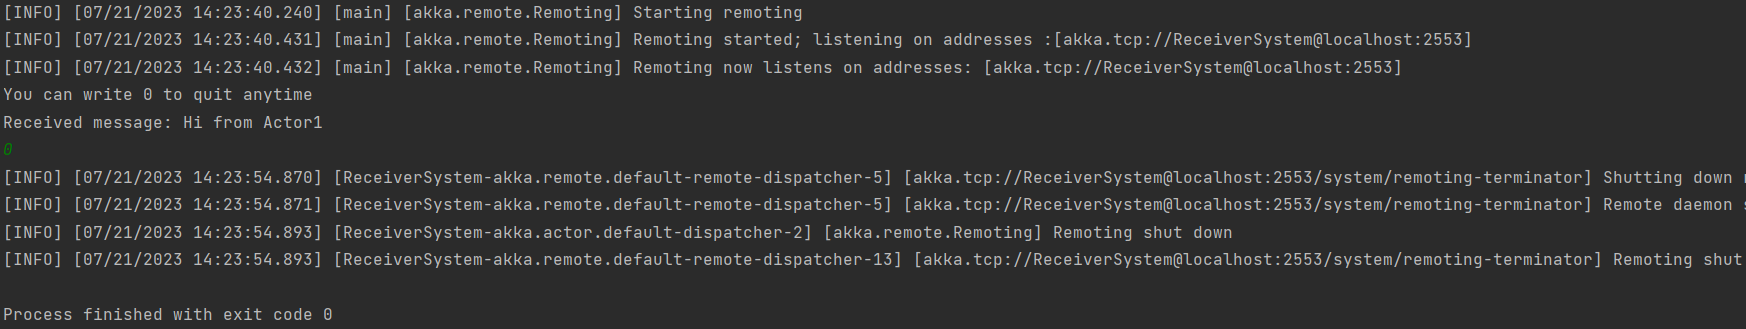 [INFO] [07/21/2023 14:23:40.240] [main] [akka.remote.Remoting] Starting remoting
[INFO] [07/21/2023 14:23:40.431] [main] [akka.remote.Remoting] Remoting started; listening on addresses :[akka.tcp://ReceiverSystem@localhost:2553]
[INFO] [07/21/2023 14:23:40.432] [main] [akka.remote.Remoting] Remoting now listens on addresses: [akka.tcp://ReceiverSystem@localhost:2553]
You can write 0 to quit anytime
Received message: Hi from Actor1
0
[INFO] [07/21/2023 14:23:54.870] [ReceiverSystem-akka.remote.default-remote-dispatcher-5] [akka.tcp://ReceiverSystem@localhost:2553/system/remoting-terminator] Shutting down
[INFO] [07/21/2023 14:23:54.871] [ReceiverSystem-akka.remote.default-remote-dispatcher-5] [akka.tcp://ReceiverSystem@localhost:2553/system/remoting-terminator] Remote daemon
[INFO] [07/21/2023 14:23:54.893] [ReceiverSystem-akka.actor.default-dispatcher-2] [akka.remote.Remoting] Remoting shut down
[INFO] [07/21/2023 14:23:54.893] [ReceiverSystem-akka.remote.default-remote-dispatcher-13] [akka.tcp://ReceiverSystem@localhost:2553/system/remoting-terminator] Remoting shut
Process finished with exit code 0